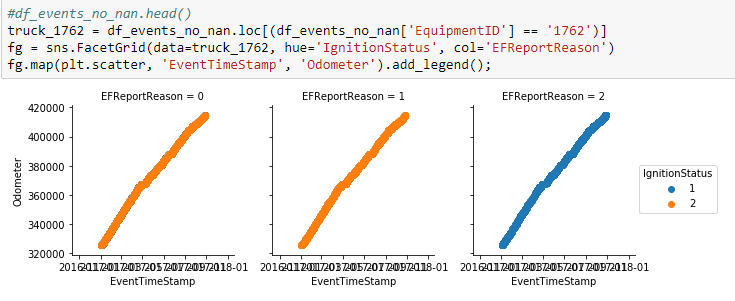 #df_events_no_nan.head()
truck_1762 = df_events_no_nan.loc[(df_events_no_nan['EquipmentID'] == '1762')]
fg = sns.FacetGrid(data=truck_1762, hue='IgnitionStatus', col='EFReportReason')
fg.map(plt.scatter, 'EventTimeStamp', 'Odometer').add_legend();
EFReportReason = 0 EFReportReason = 1 EFReportReason = 2
420000
400000
380000
360000
340000
320000
Odometer
IgnitionStatus
1
2
EventTimeStamp EventTimeStamp EventTimeStamp